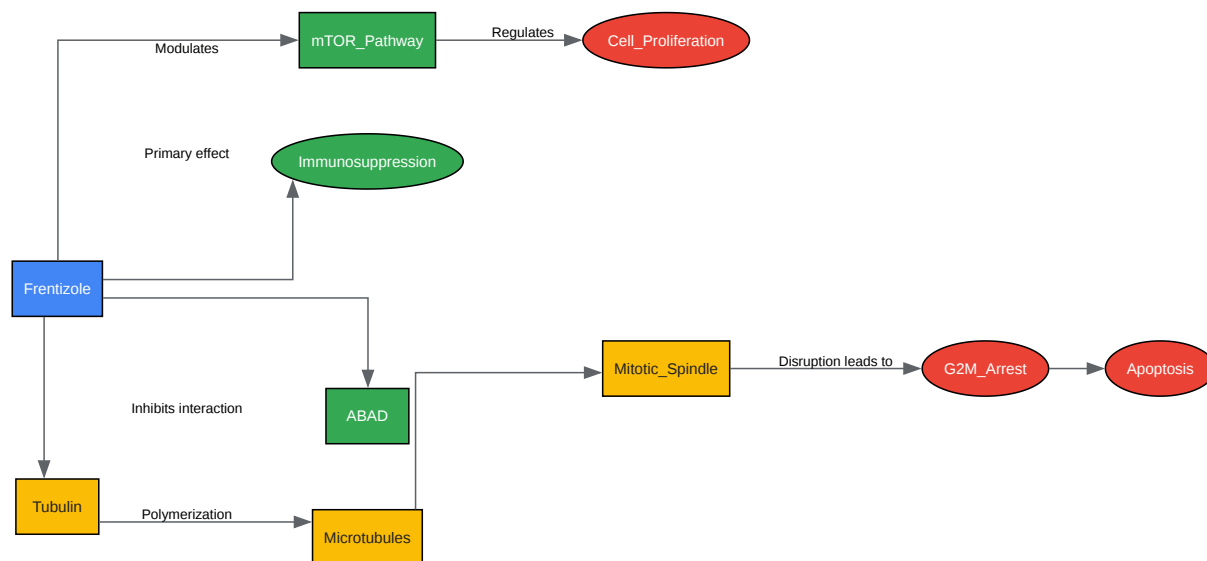 Modulates
mTOR_Pathway
Regulates
Cell_Proliferation
Primary effect
Immunosuppression
Frentizole
Inhibits interaction
ABAD
Mitotic_Spindle
Disruption leads to
G2M_Arrest
Apoptosis
Tubulin
Polymerization
Microtubules